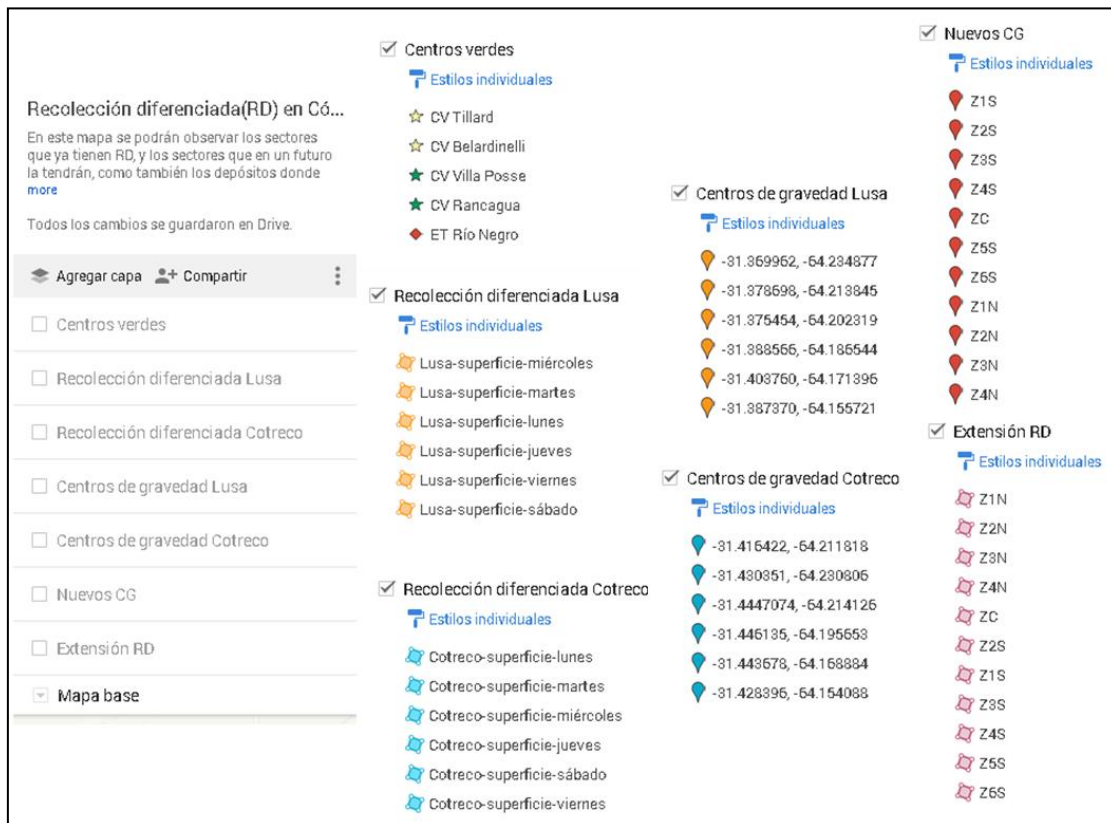 Recolección diferenciada(RD) en Có...
En este mapa se podrán observar los sectores
que ya tienen RD, y los sectores que en un futuro
la tendrán, como también los depósitos donde
more
Todos los cambios se guardaron en Drive.
Agregar capa Compartir
Centros verdes
Recolección diferenciada Lusa
Recolección diferenciada Cotreco
Centros de gravedad Lusa
Centros de gravedad Cotreco
Nuevos CG
Extensión RD
Mapa base
Centros verdes
Estilos individuales
CV Tillard
CV Belardinelli
CV Villa Posse
CV Rancagua
ET Río Negro
Recolección diferenciada Lusa
Estilos individuales
Lusa-superficie-miércoles
Lusa-superficie-martes
Lusa-superficie-lunes
Lusa-superficie-jueves
Lusa-superficie-viernes
Lusa-superficie-sábado
Recolección diferenciada Cotreco
Estilos individuales
Cotreco-superficie-lunes
Cotreco-superficie-martes
Cotreco-superficie-miércoles
Cotreco-superficie-jueves
Cotreco-superficie-sábado
Cotreco-superficie-viernes
Centros de gravedad Lusa
Estilos individuales
-31.369962, -64.234877
-31.378698, -64.213845
-31.375454, -64.202319
-31.388566, -64.185544
-31.403760, -64.171396
-31.387370, -64.155721
Centros de gravedad Cotreco
Estilos individuales
-31.416422, -64.211818
-31.430351, -64.230806
-31.4447074, -64.214126
-31.446135, -64.195653
-31.443678, -64.168884
-31.428396, -64.154088
Nuevos CG
Estilos individuales
Z1S
Z2S
Z3S
Z4S
ZC
Z5S
Z6S
Z1N
Z2N
Z3N
Z4N
Extensión RD
Estilos individuales
Z1N
Z2N
Z3N
Z4N
ZC
Z2S
Z1S
Z3S
Z4S
Z5S
Z6S